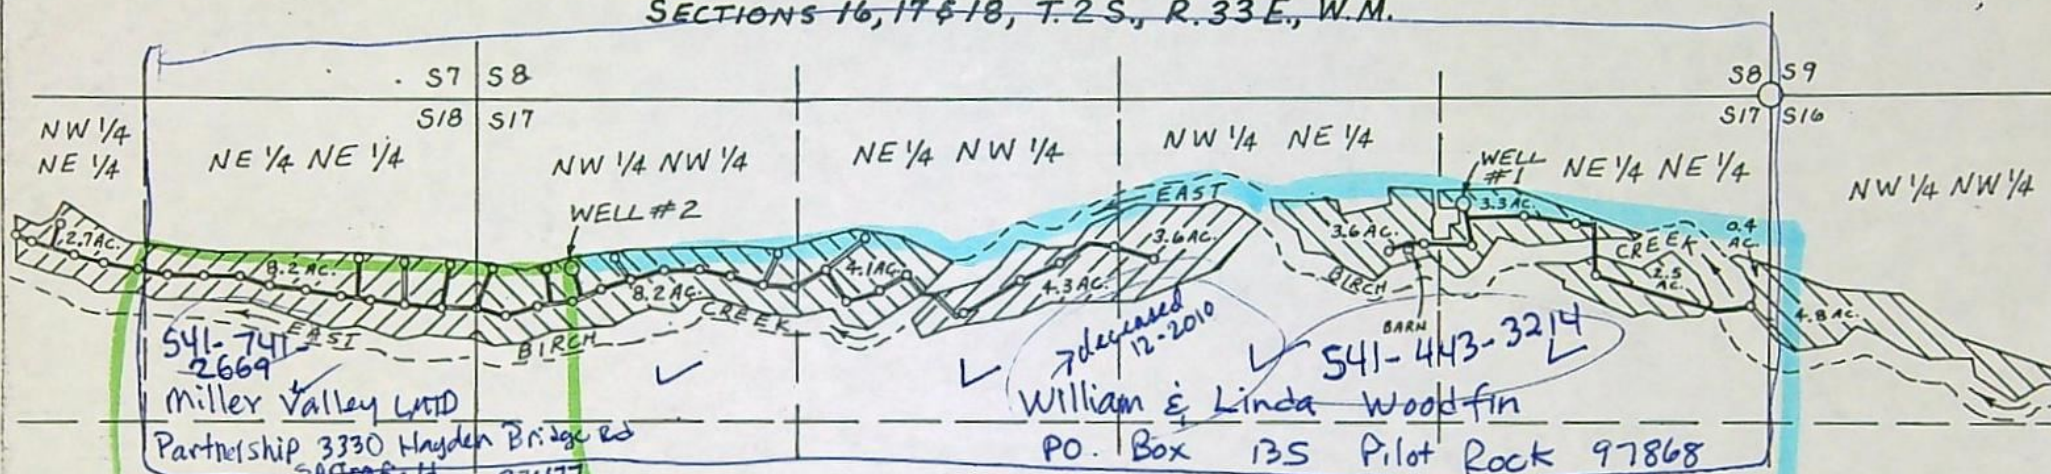 SECTIONS 16, 17 & 18, T. 2 S., R. 33 E., W.M.
S7 S8
S8 S9
S18 S17
S17 S16
NW 1/4
NE 1/4
NE 1/4 NE 1/4
NW 1/4 NW 1/4
NE 1/4 NW 1/4
NW 1/4 NE 1/4
WELL
#1
NE 1/4 NE 1/4
NW 1/4 NW 1/4
WELL #2
EAST
3.3 AC.
2.7 AC.
8.2 AC.
8.2 AC.
4.1 AC.
4.3 AC.
3.6 AC.
3.6 AC.
CREEK
0.4
AC.
2.5
AC.
4.8 AC.
BIRCH
BARN
EAST
BIRCH
CREEK
541-741-
2669
Miller Valley LMTD
Partnership 3330 Hayden Bridge Rd
deceased
12-2010
541-443-3214
William & Linda Woodfin
P.O. Box 135 Pilot Rock 97868